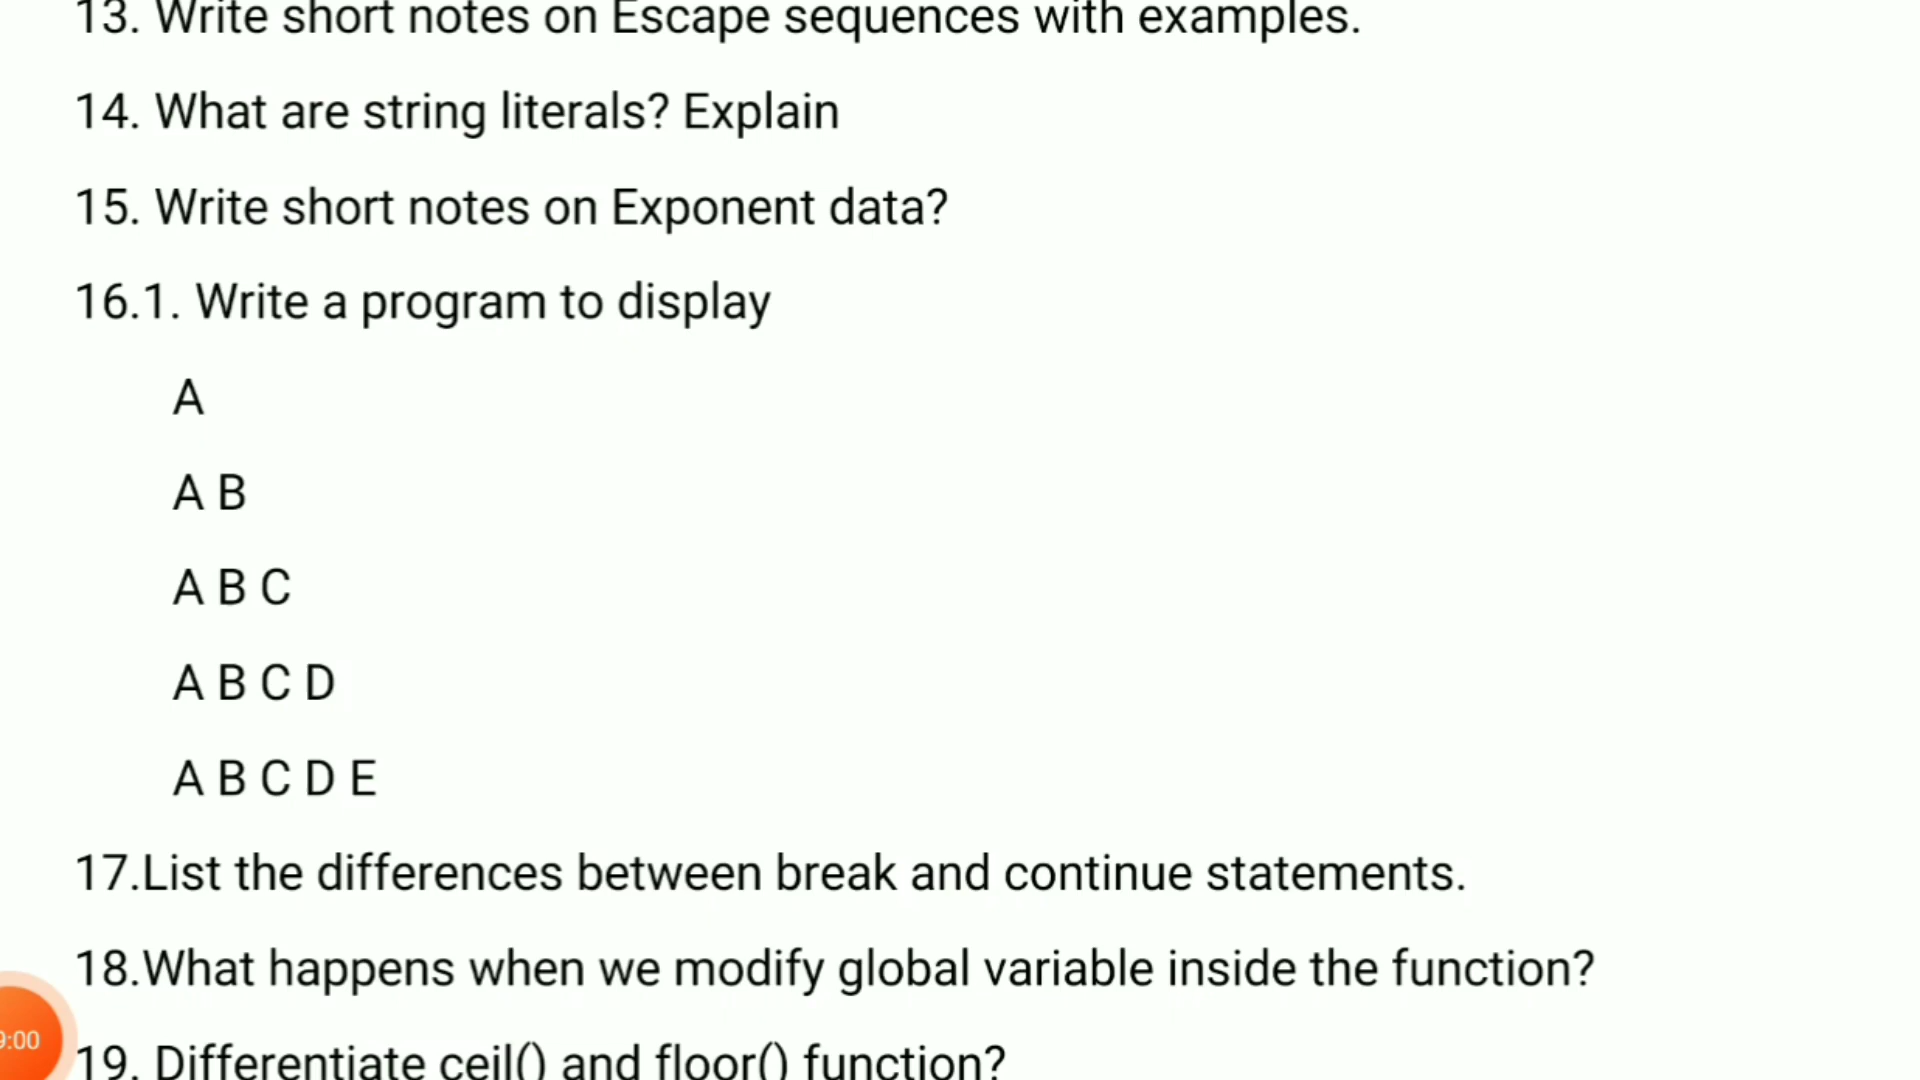 13. Write short notes on Escape sequences with examples.
14. What are string literals? Explain
15. Write short notes on Exponent data?
16.1. Write a program to display
A
A B
A B C
A B C D
A B C D E
17.List the differences between break and continue statements.
18.What happens when we modify global variable inside the function?
9:00
19. Differentiate ceil() and floor() function?